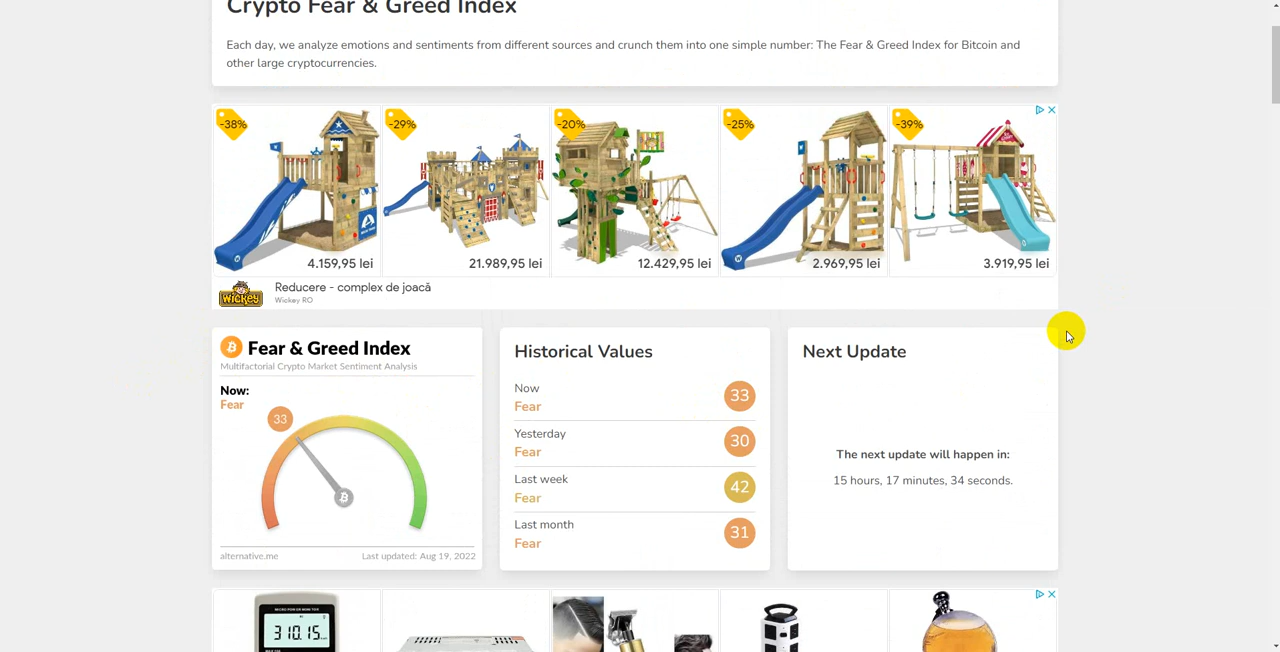 Crypto Fear & Greed Index
Each day, we analyze emotions and sentiments from different sources and crunch them into one simple number: The Fear & Greed Index for Bitcoin and
other large cryptocurrencies.
-38%
-29%
-20%
-25%
-39%
4.159,95 lei
21.989,95 lei
12.429,95 lei
2.969,95 lei
3.919,95 lei
Wickey
Reducere - complex de joacă
Wickey RO
Fear & Greed Index
Multifactorial Crypto Market Sentiment Analysis
Now:
Fear
33
alternative.me
Last updated: Aug 19, 2022
Historical Values
Now
Fear
33
Yesterday
Fear
30
Last week
Fear
42
Last month
Fear
31
Next Update
The next update will happen in:
15 hours, 17 minutes, 34 seconds.
MICRO POWER MONITOR
310.15